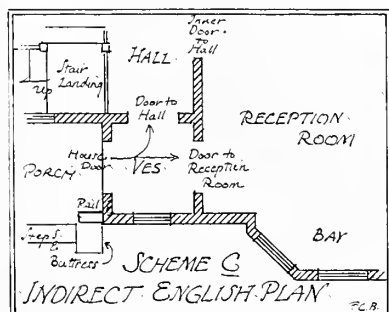 Inner
Door
to
Hall
HALL
Stair
Landing
Up
Door to
Hall
RECEPTION
ROOM
House
Door
VES.
Door to
Reception
Room
PORCH
Rail
Steps
&
Buttress
BAY
SCHEME C
INDIRECT ENGLISH PLAN
F.C.B.